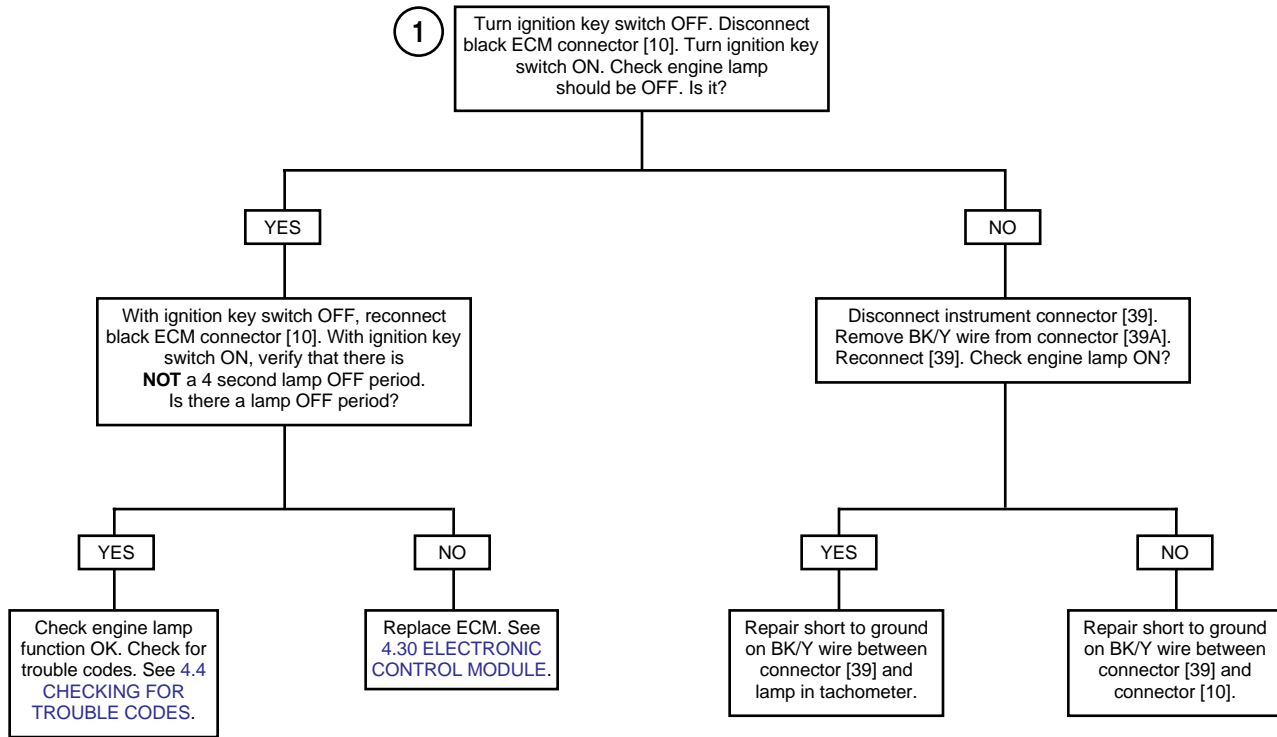 1
Turn ignition key switch OFF. Disconnect
black ECM connector [10]. Turn ignition key
switch ON. Check engine lamp
should be OFF. Is it?
YES
NO
With ignition key switch OFF, reconnect
black ECM connector [10]. With ignition key
switch ON, verify that there is
NOT a 4 second lamp OFF period.
Is there a lamp OFF period?
Disconnect instrument connector [39].
Remove BK/Y wire from connector [39A].
Reconnect [39]. Check engine lamp ON?
YES
NO
YES
NO
Check engine lamp
function OK. Check for
trouble codes. See 4.4
CHECKING FOR
TROUBLE CODES.
Replace ECM. See
4.30 ELECTRONIC
CONTROL MODULE.
Repair short to ground
on BK/Y wire between
connector [39] and
lamp in tachometer.
Repair short to ground
on BK/Y wire between
connector [39] and
connector [10].